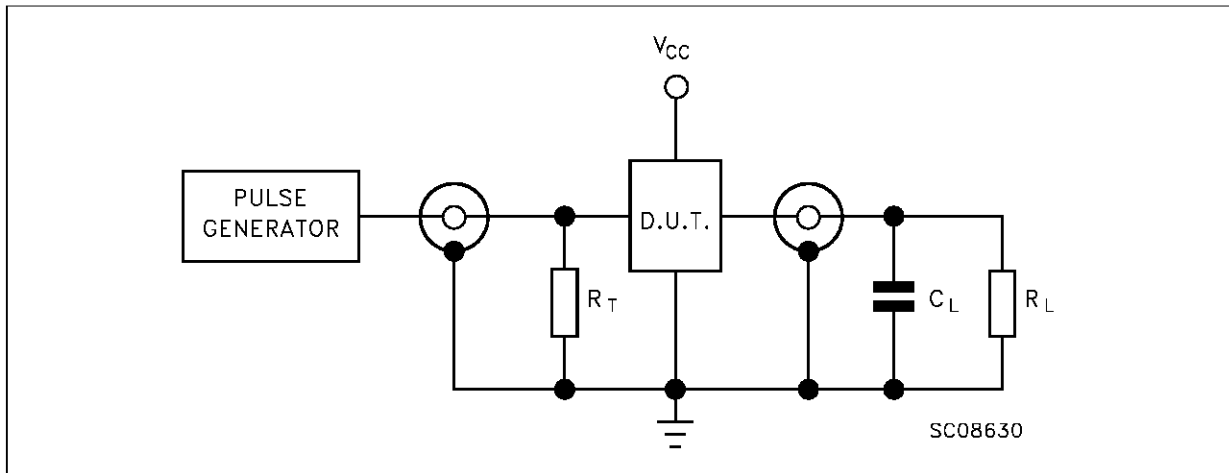 VCC
PULSE
GENERATOR
D.U.T.
RT
CL
RL
SC08630